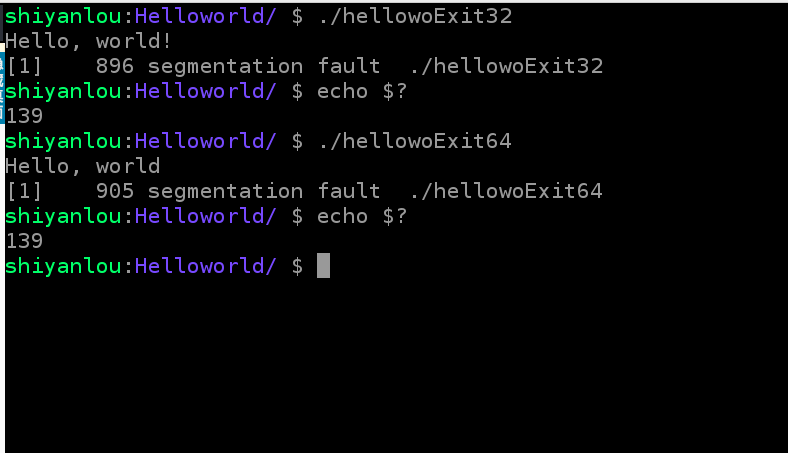 shiyanlou:Helloworld/ $ ./hellowoExit32
Hello, world!
[1]    896 segmentation fault  ./hellowoExit32
shiyanlou:Helloworld/ $ echo $?
139
shiyanlou:Helloworld/ $ ./hellowoExit64
Hello, world
[1]    905 segmentation fault  ./hellowoExit64
shiyanlou:Helloworld/ $ echo $?
139
shiyanlou:Helloworld/ $